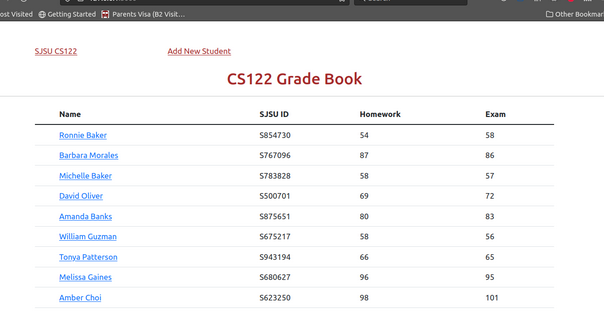 ost Visited Getting Started Parents Visa (B2 Visit… Other Bookmar
SJSU CS122 Add New Student
CS122 Grade Book
Name SJSU ID Homework Exam
Ronnie Baker S854730 54 58
Barbara Morales S767096 87 86
Michelle Baker S783828 58 57
David Oliver S500701 69 72
Amanda Banks S875651 80 83
William Guzman S675217 58 56
Tonya Patterson S943194 66 65
Melissa Gaines S680627 96 95
Amber Choi S623250 98 101